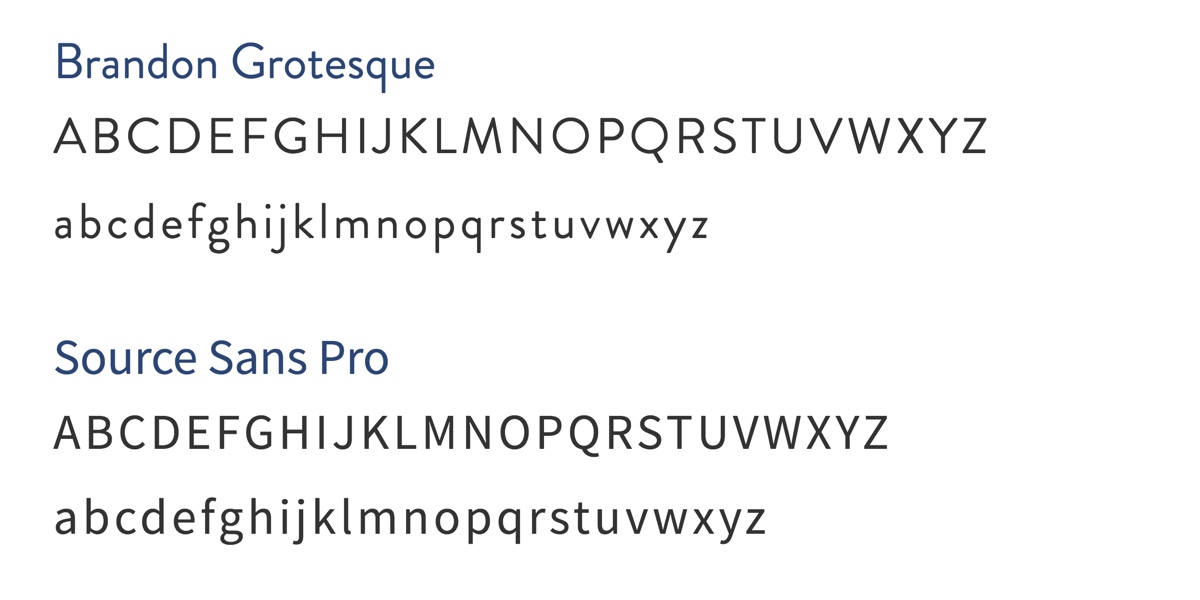 Brandon Grotesque
ABCDEFGHIJKLMNOPQRSTUVWXYZ
abcdefghijklmnopqrstuvwxyz
Source Sans Pro
ABCDEFGHIJKLMNOPQRSTUVWXYZ
abcdefghijklmnopqrstuvwxyz